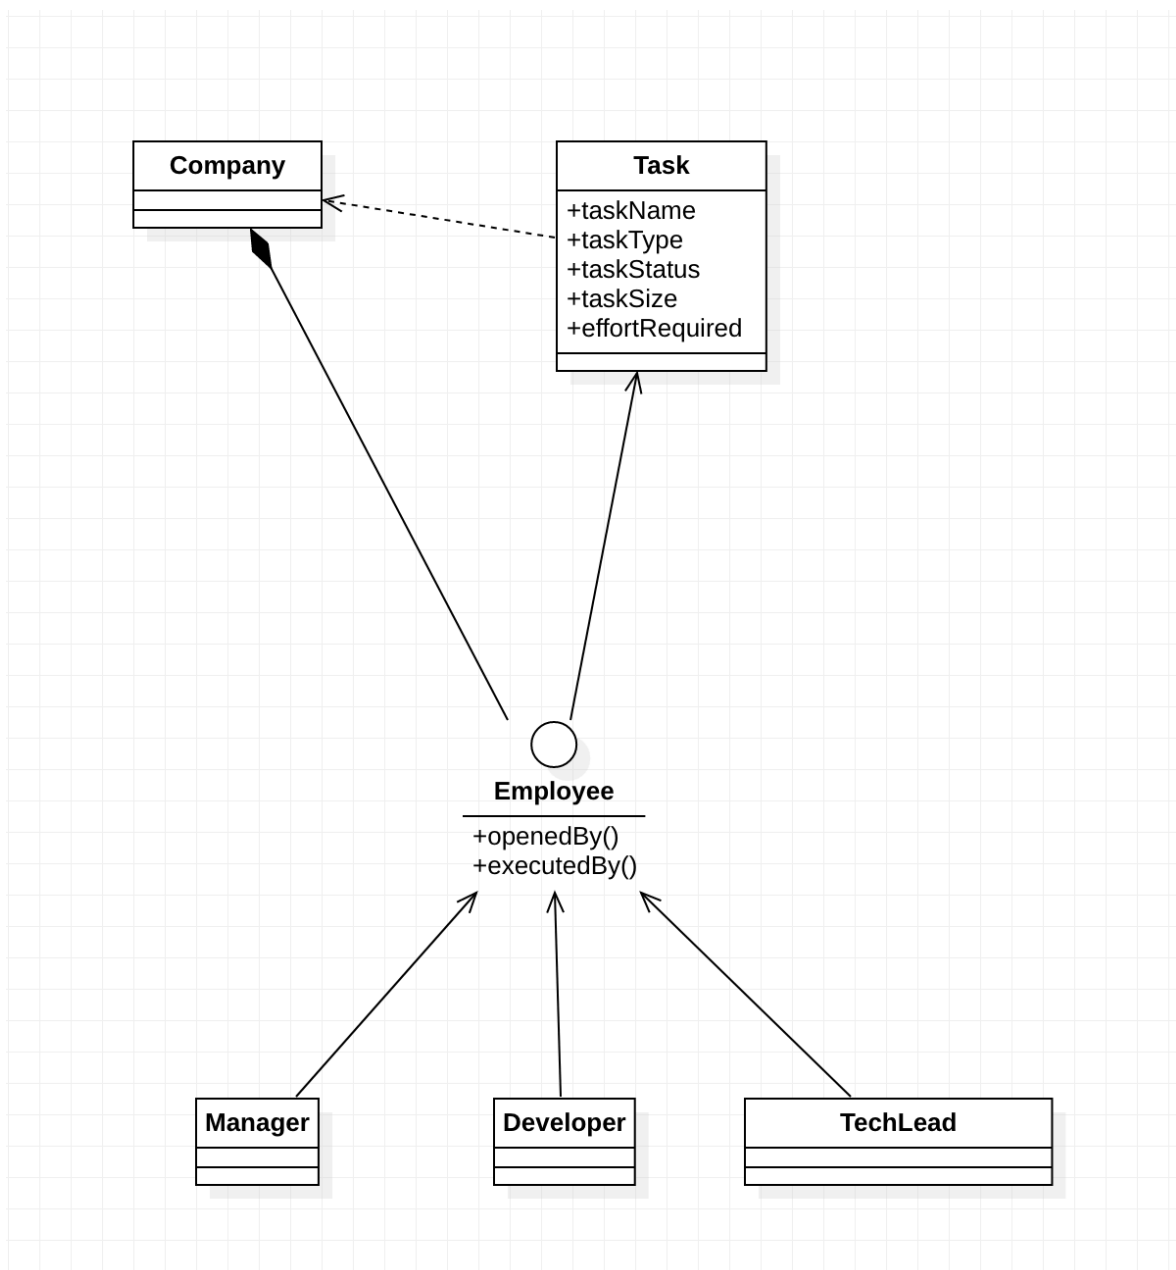 Company
Task
+taskName
+taskType
+taskStatus
+taskSize
+effortRequired
Employee
+openedBy()
+executedBy()
Manager
Developer
TechLead